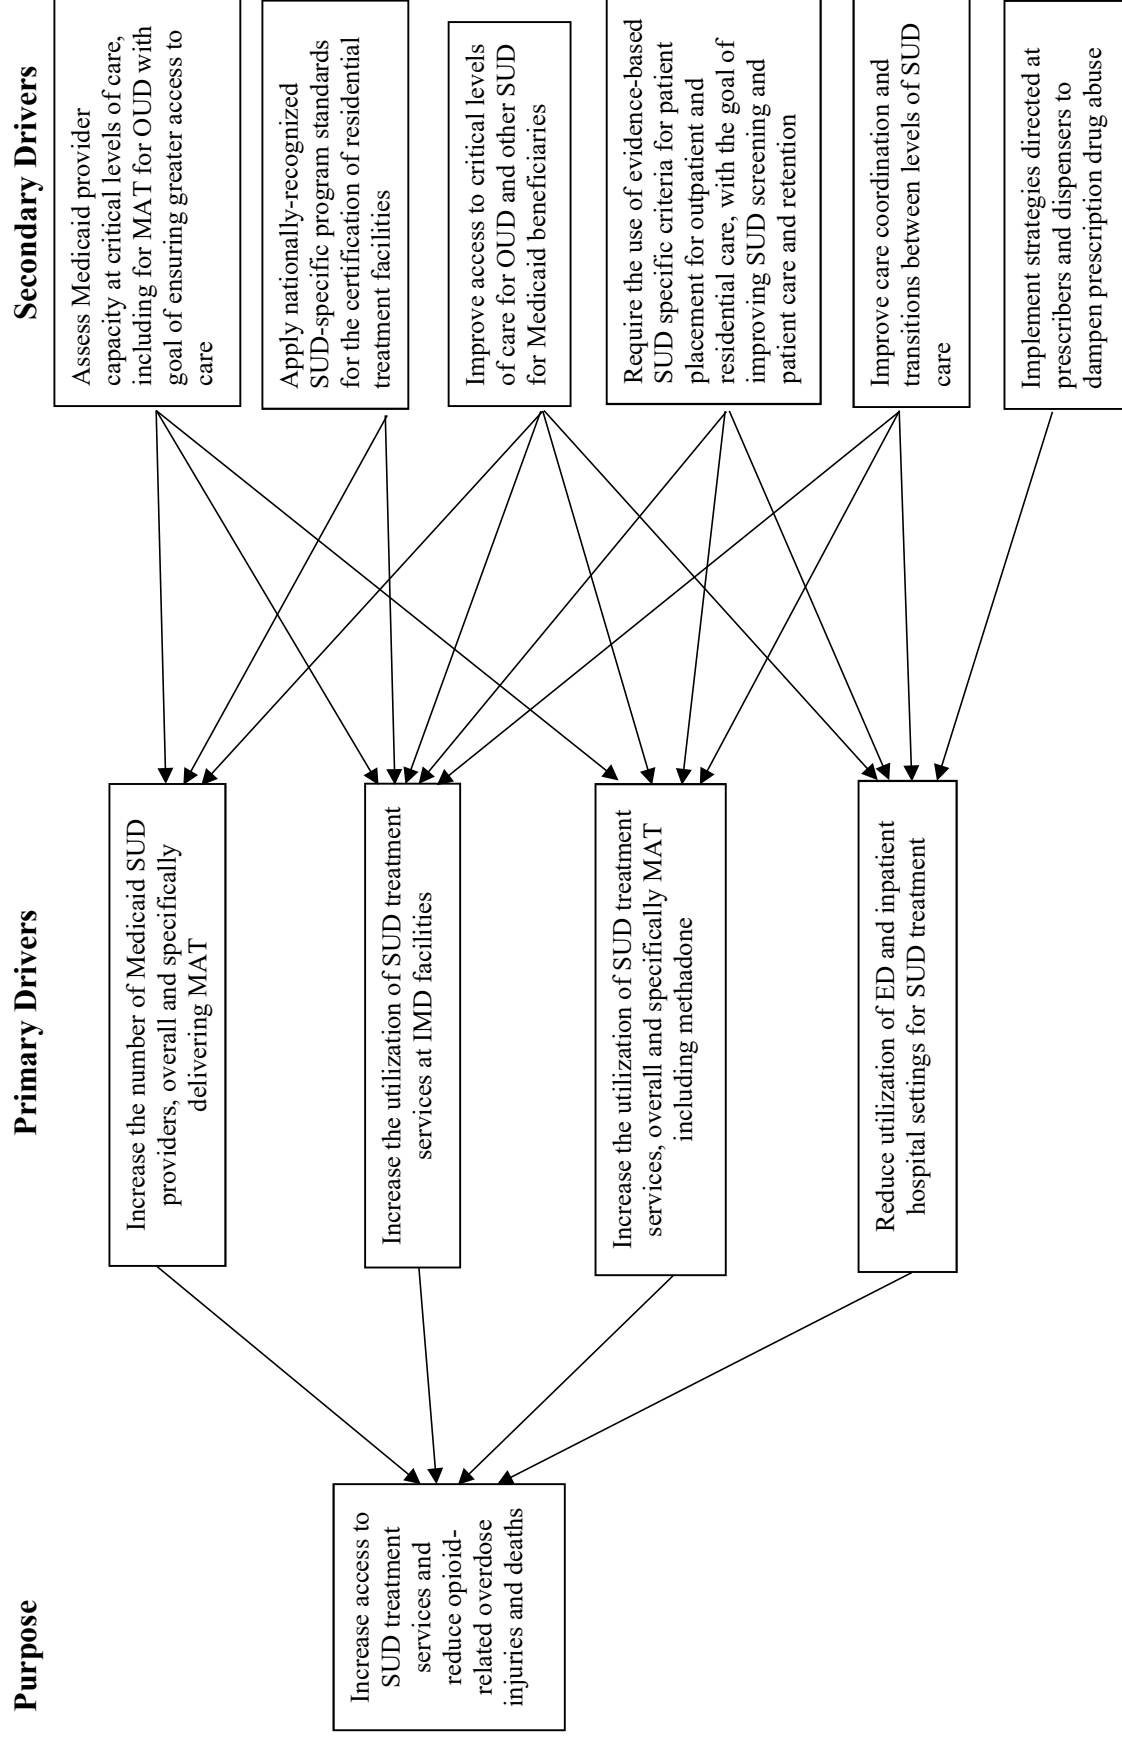 Purpose
Primary Drivers
Secondary Drivers
Increase access to
SUD treatment
services and
reduce opioid-
related overdose
injuries and deaths
Increase the number of Medicaid SUD
providers, overall and specifically
delivering MAT
Increase the utilization of SUD treatment
services at IMD facilities
Increase the utilization of SUD treatment
services, overall and specifically MAT
including methadone
Reduce utilization of ED and inpatient
hospital settings for SUD treatment
Assess Medicaid provider
capacity at critical levels of care,
including for MAT for OUD with
goal of ensuring greater access to
care
Apply nationally-recognized
SUD-specific program standards
for the certification of residential
treatment facilities
Improve access to critical levels
of care for OUD and other SUD
for Medicaid beneficiaries
Require the use of evidence-based
SUD specific criteria for patient
placement for outpatient and
residential care, with the goal of
improving SUD screening and
patient care and retention
Improve care coordination and
transitions between levels of SUD
care
Implement strategies directed at
prescribers and dispensers to
dampen prescription drug abuse